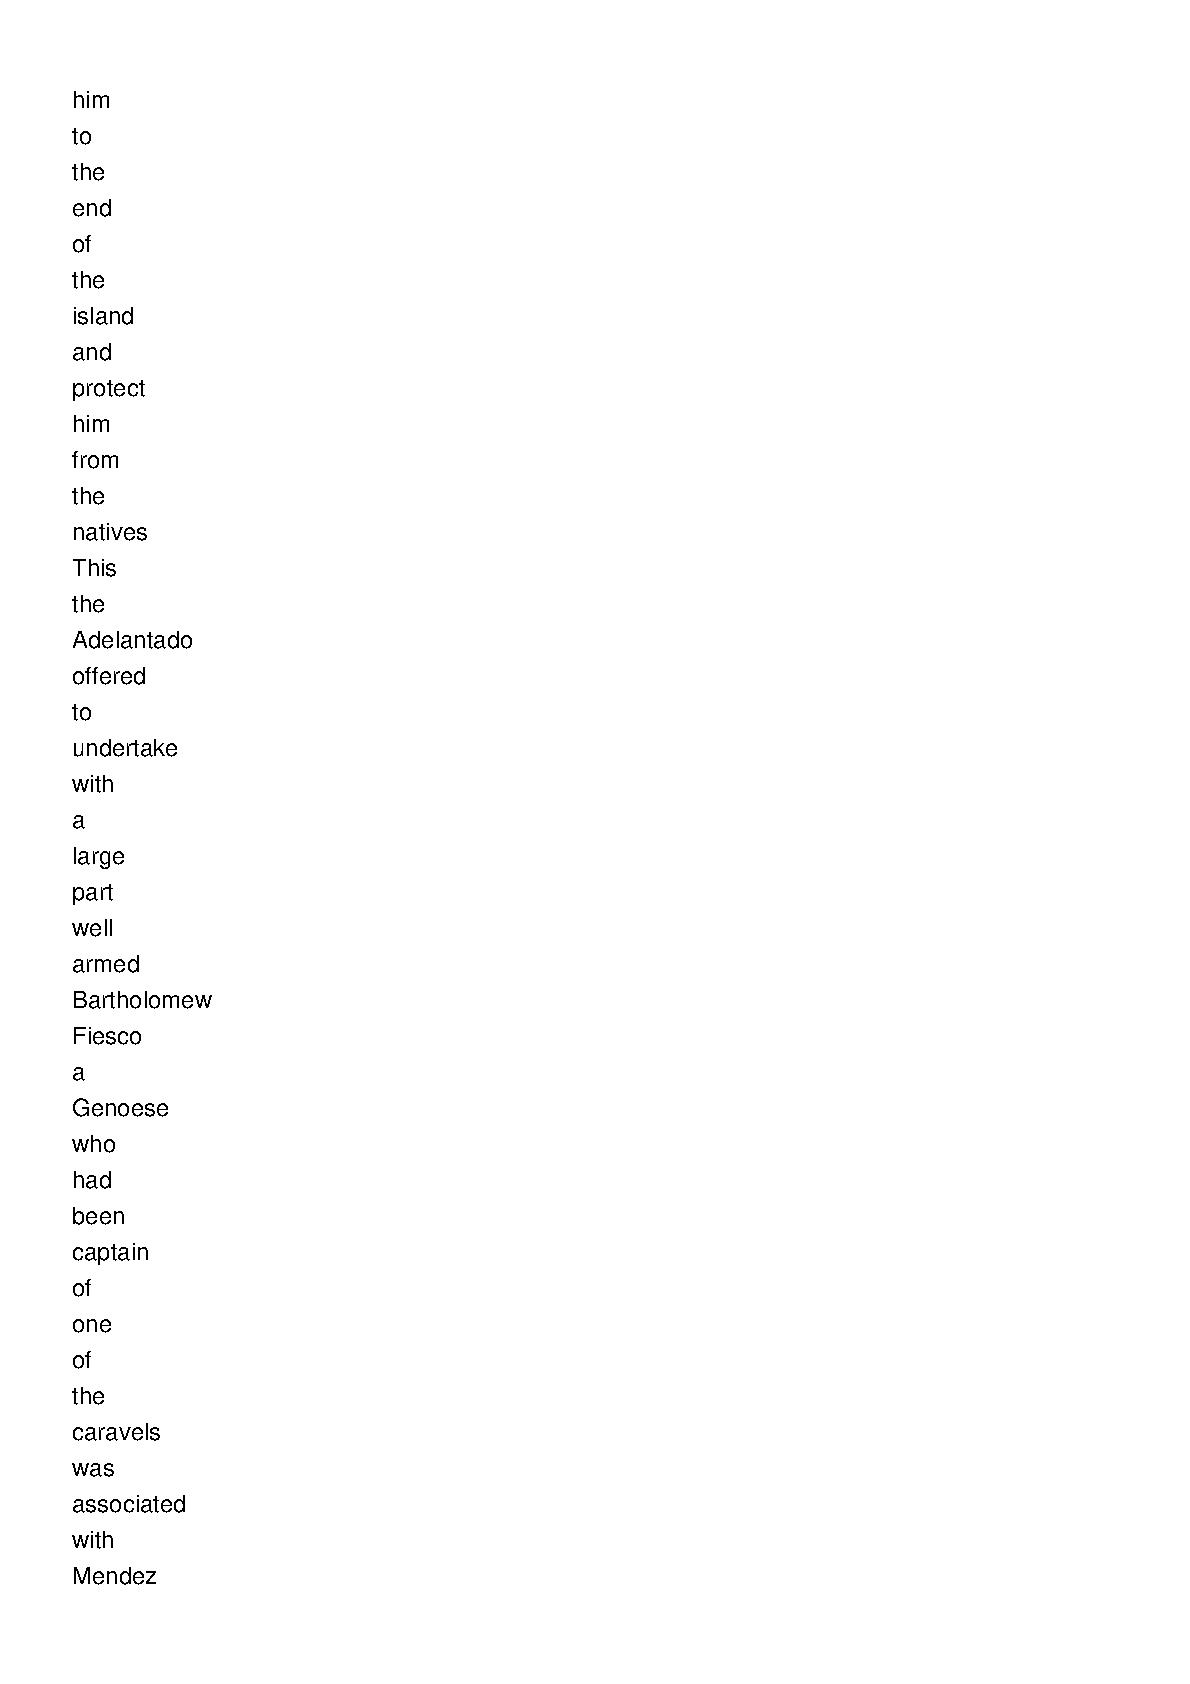 him
to
the
end
of
the
island
and
protect
him
from
the
natives
This
the
Adelantado
offered
to
undertake
with
a
large
part
well
armed
Bartholomew
Fiesco
a
Genoese
who
had
been
captain
of
one
of
the
caravels
was
associated
with
Mendez